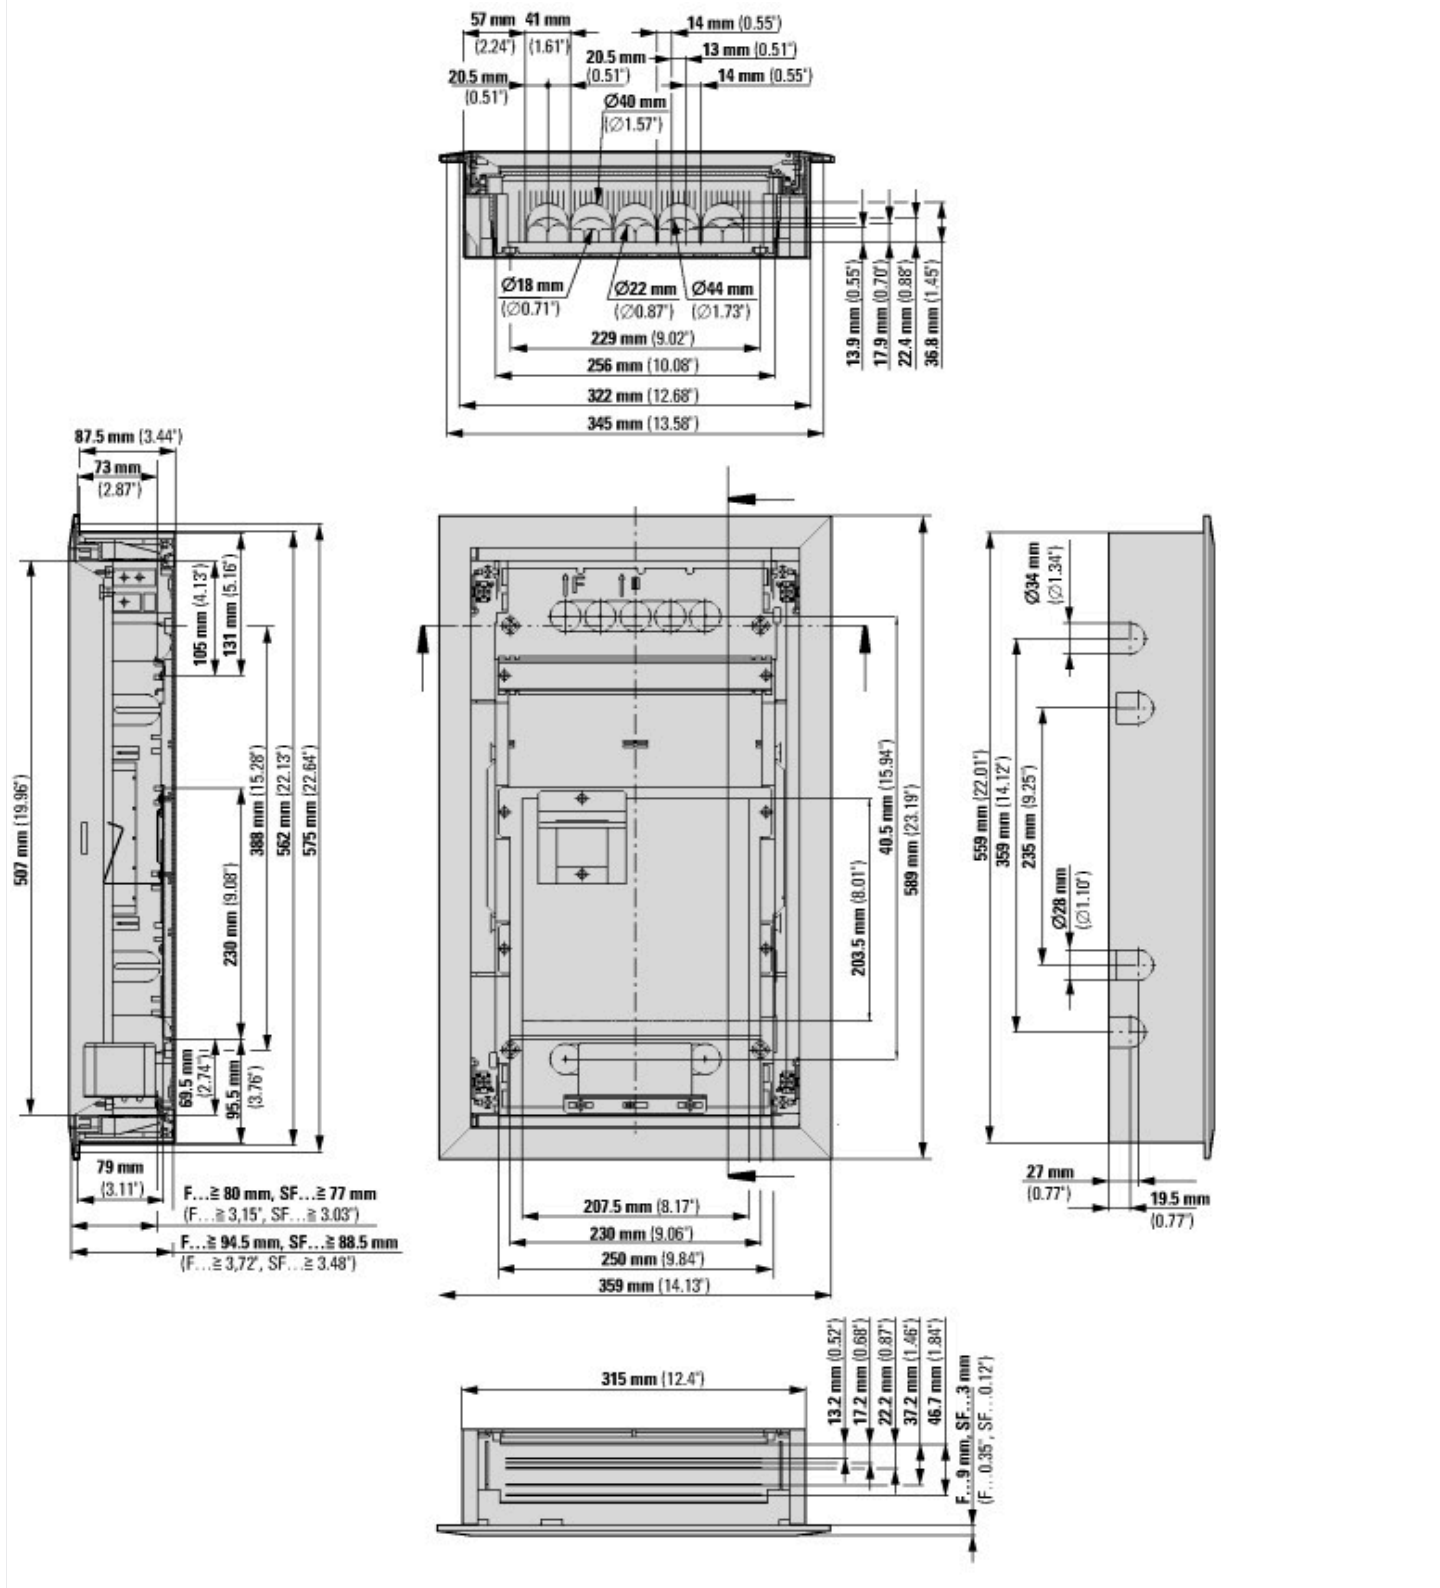 57 mm 41 mm
(2.24") (1.61")
14 mm (0.55")
13 mm (0.51")
20.5 mm
(0.51")
14 mm (0.55")
20.5 mm
(0.51")
Ø40 mm
(∅1.57")
Ø18 mm
(∅0.71")
Ø22 mm
(∅0.87")
Ø44 mm
(∅1.73")
229 mm (9.02")
256 mm (10.08")
322 mm (12.68")
345 mm (13.58")
13.9 mm (0.55")
17.9 mm (0.70")
22.4 mm (0.88")
36.8 mm (1.45")
87.5 mm (3.44")
73 mm
(2.87")
507 mm (19.96")
105 mm (4.13")
131 mm (5.16")
388 mm (15.28")
562 mm (22.13")
575 mm (22.64")
230 mm (9.08")
69.5 mm
(2.74")
95.5 mm
(3.76")
79 mm
(3.11")
F...≧ 80 mm, SF...≧ 77 mm
(F...≧ 3,15", SF...≧ 3.03")
F...≧ 94.5 mm, SF...≧ 88.5 mm
(F...≧ 3,72", SF...≧ 3.48")
40.5 mm (15.94")
589 mm (23.19")
203.5 mm (8.01")
207.5 mm (8.17")
230 mm (9.06")
250 mm (9.84")
359 mm (14.13")
Ø34 mm
(∅1.34")
559 mm (22.01")
359 mm (14.12")
235 mm (9.25")
Ø28 mm
(∅1.10")
27 mm
(0.77")
19.5 mm
(0.77")
315 mm (12.4")
13.2 mm (0.52")
17.2 mm (0.68")
22.2 mm (0.87")
37.2 mm (1.46")
46.7 mm (1.84")
F...9 mm, SF...3 mm
(F...0.35", SF...0.12")